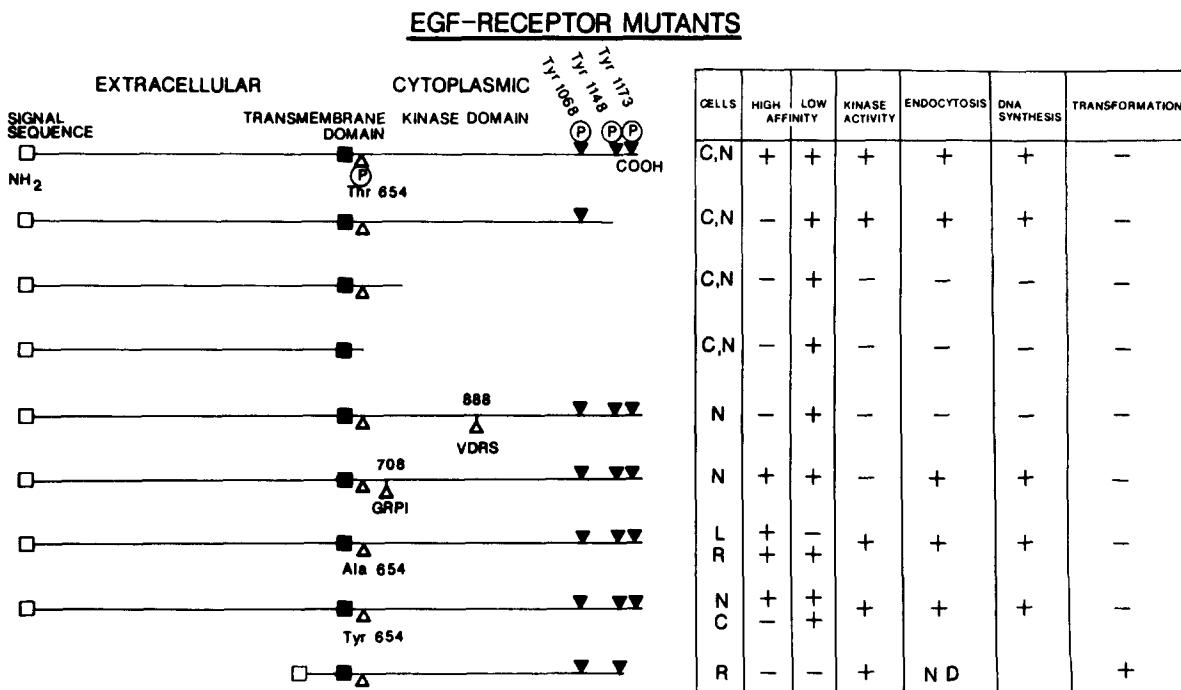 EGF-RECEPTOR MUTANTS
EXTRACELLULAR
CYTOPLASMIC
Tyr 1068
Tyr 1148
Tyr 1173
SIGNAL
SEQUENCE
TRANSMEMBRANE
DOMAIN
KINASE DOMAIN
P P P
NH2
P
Thr 654
COOH
888
VDRS
708
GRPI
Ala 654
Tyr 654
CELLS HIGH LOW KINASE ENDOCYTOSIS DNA TRANSFORMATION
AFFINITY ACTIVITY SYNTHESIS
C,N + + + + + −
C,N − + + + + −
C,N − + − − − −
C,N − + − − − −
N − + − − − −
N + + − + + −
L + −
+ + + −
R + +
N + +
+ + + −
C − +
R − − + N D +